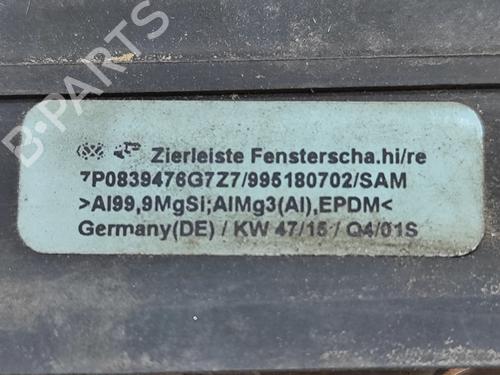 B-PARTS
Zierleiste Fensterscha.hi/re
7P0839476G7Z7/995180702/SAM
>Al99,9MgSi;AlMg3(Al),EPDM<
Germany(DE) / KW 47/15 / Q4/01S